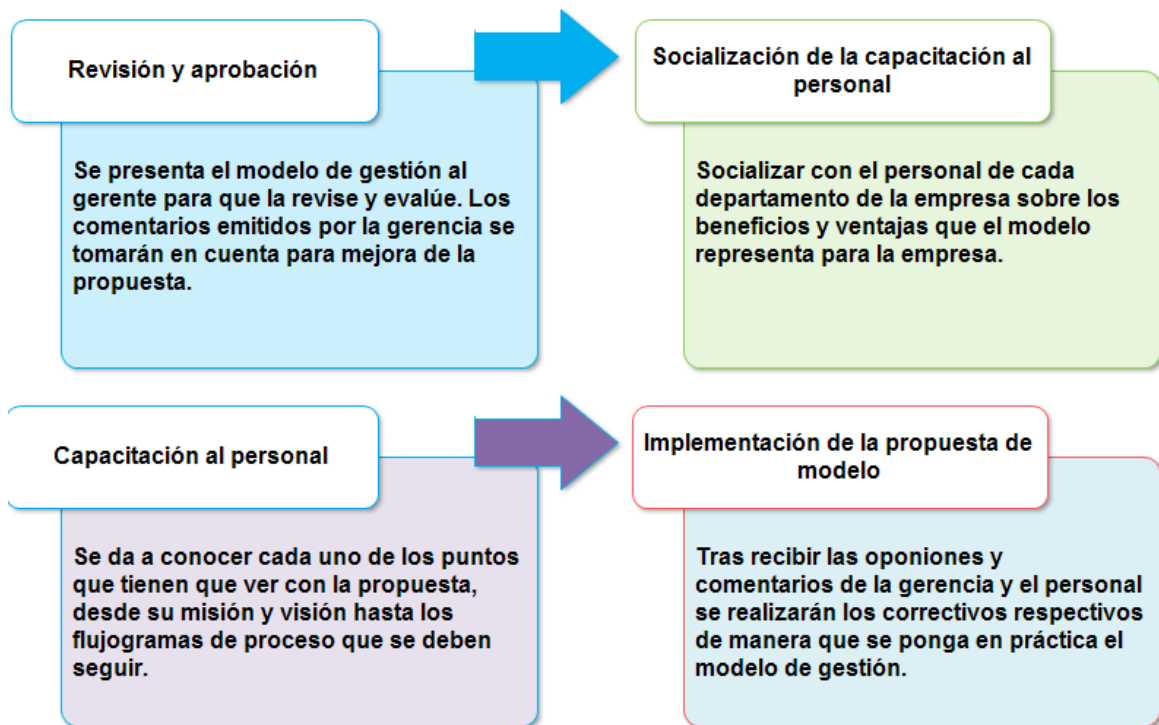 Revisión y aprobación
Se presenta el modelo de gestión al
gerente para que la revise y evalúe. Los
comentarios emitidos por la gerencia se
tomarán en cuenta para mejora de la
propuesta.
Socialización de la capacitación al
personal
Socializar con el personal de cada
departamento de la empresa sobre los
beneficios y ventajas que el modelo
representa para la empresa.
Capacitación al personal
Se da a conocer cada uno de los puntos
que tienen que ver con la propuesta,
desde su misión y visión hasta los
flujogramas de proceso que se deben
seguir.
Implementación de la propuesta de
modelo
Tras recibir las oponiones y
comentarios de la gerencia y el personal
se realizarán los correctivos respectivos
de manera que se ponga en práctica el
modelo de gestión.